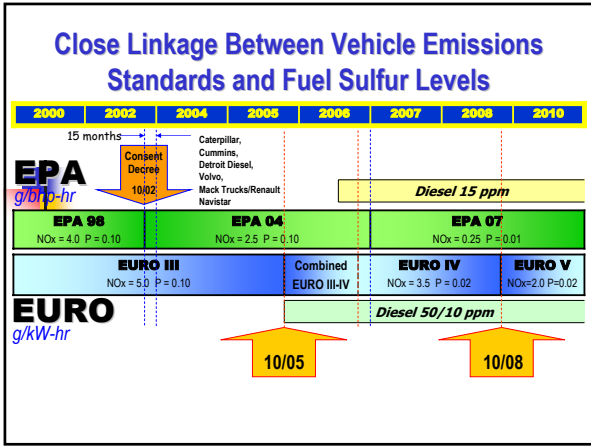 Close Linkage Between Vehicle Emissions
Standards and Fuel Sulfur Levels
2000 2002 2004 2005 2006 2007 2008 2010
15 months
Consent
Decree
10/02
Caterpillar,
Cummins,
Detroit Diesel,
Volvo,
Mack Trucks/Renault
Navistar
EPA
g/bhp-hr
Diesel 15 ppm
EPA 98 EPA 04 EPA 07
NOx = 4.0 P = 0.10 NOx = 2.5 P = 0.10 NOx = 0.25 P = 0.01
EURO III Combined EURO IV EURO V
NOx = 5.0 P = 0.10 EURO III-IV NOx = 3.5 P = 0.02 NOx=2.0 P=0.02
EURO
g/kW-hr
Diesel 50/10 ppm
10/05 10/08